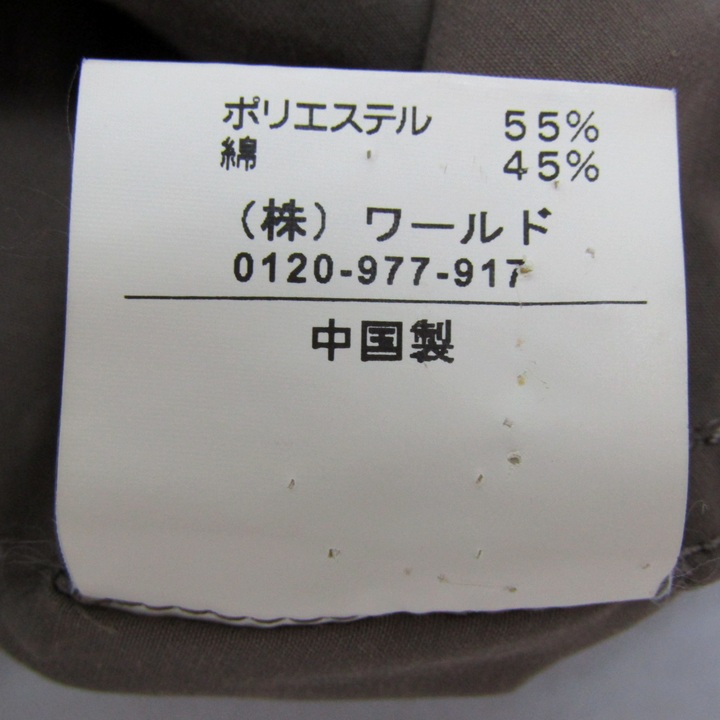 ポリエステル 55%
綿 45%
（株）ワールド
0120-977-917
中国製